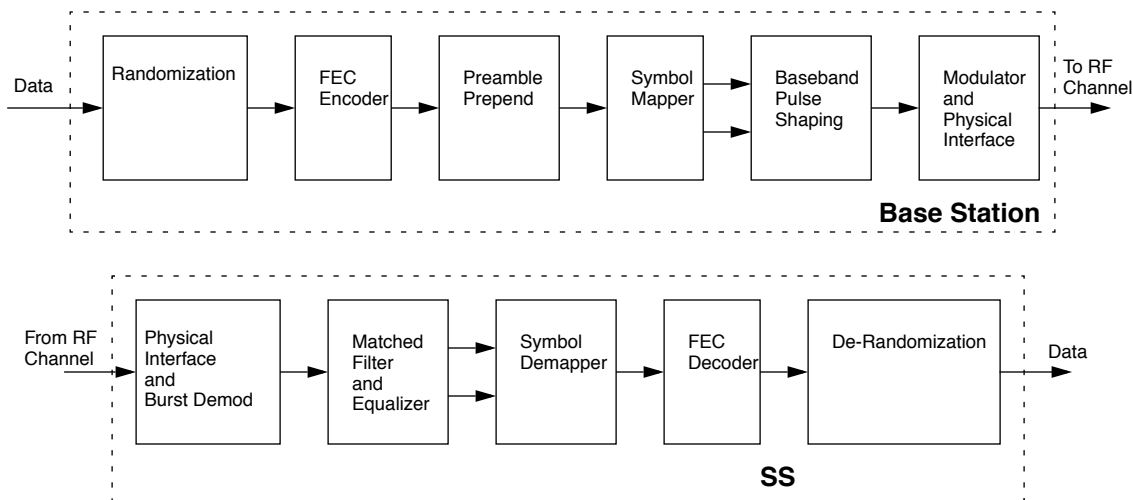 Data
Randomization
FEC
Encoder
Preamble
Prepend
Symbol
Mapper
Baseband
Pulse
Shaping
Modulator
and
Physical
Interface
To RF
Channel
Base Station
From RF
Channel
Physical
Interface
and
Burst Demod
Matched
Filter
and
Equalizer
Symbol
Demapper
FEC
Decoder
De-Randomization
Data
SS